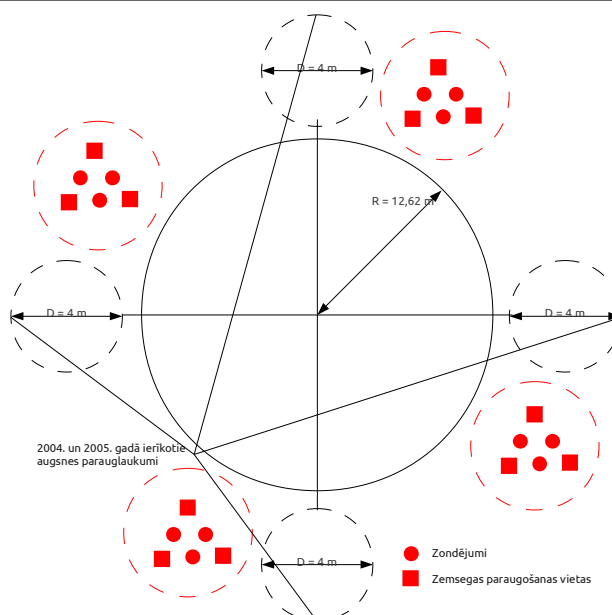 D = 4 m
R = 12,62 m
D = 4 m
D = 4 m
2004. un 2005. gadā ierīkotie
augsnes parauglaukumi
D = 4 m
Zondējumi
Zemsegas paraugošanas vietas